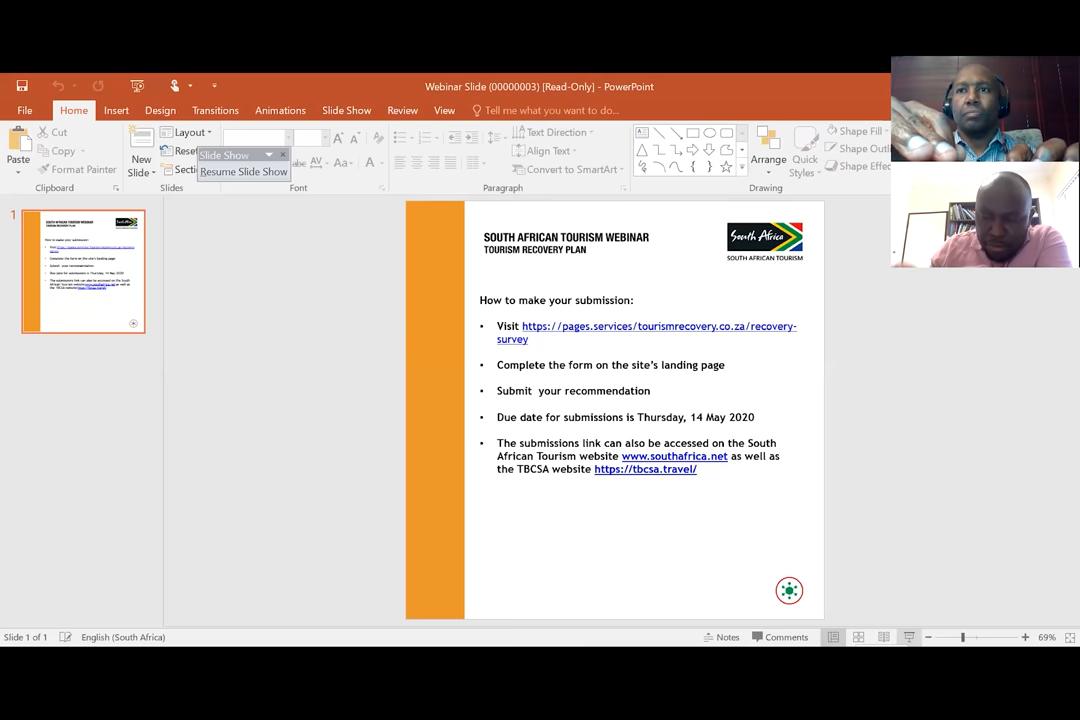 Webinar Slide (00000003) [Read-Only] - PowerPoint
File Home Insert Design Transitions Animations Slide Show Review View Tell me what you want to do...
Cut
Copy
Format Painter
Paste
Clipboard
New
Slide
Layout
Slides
Slide Show
Resume Slide Show
Aa
Font
Text Direction
Align Text
Convert to SmartArt
Paragraph
Arrange
Quick
Styles
Shape Fill
Drawing
1
SOUTH AFRICAN TOURISM WEBINAR
TOURISM RECOVERY PLAN
South Africa
SOUTH AFRICAN TOURISM
How to make your submission:
• Visit https://pages.services/tourismrecovery.co.za/recovery-
survey
• Complete the form on the site's landing page
• Submit your recommendation
• Due date for submissions is Thursday, 14 May 2020
• The submissions link can also be accessed on the South
African Tourism website www.southafrica.net as well as
the TBCSA website https://tbcsa.travel/
Slide 1 of 1 English (South Africa) Notes Comments 69%